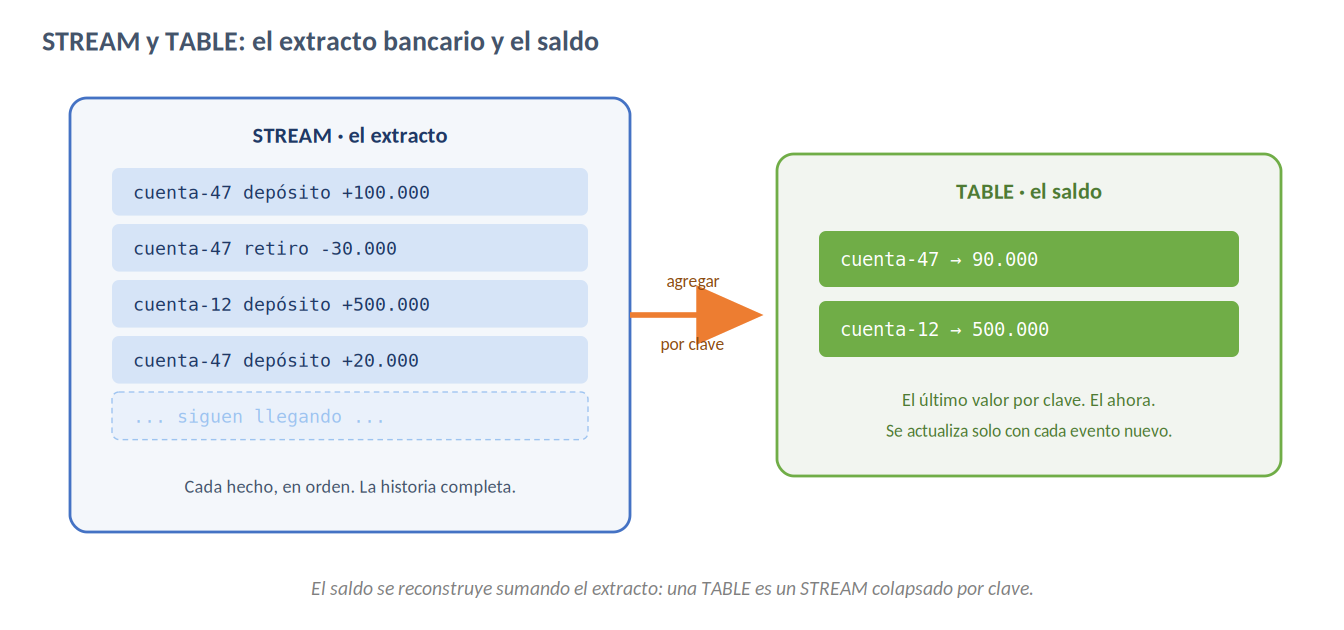 STREAM y TABLE: el extracto bancario y el saldo
STREAM · el extracto
cuenta-47 depósito +100.000
cuenta-47 retiro -30.000
cuenta-12 depósito +500.000
cuenta-47 depósito +20.000
... siguen llegando ...
Cada hecho, en orden. La historia completa.
agregar
por clave
TABLE · el saldo
cuenta-47 → 90.000
cuenta-12 → 500.000
El último valor por clave. El ahora.
Se actualiza solo con cada evento nuevo.
El saldo se reconstruye sumando el extracto: una TABLE es un STREAM colapsado por clave.